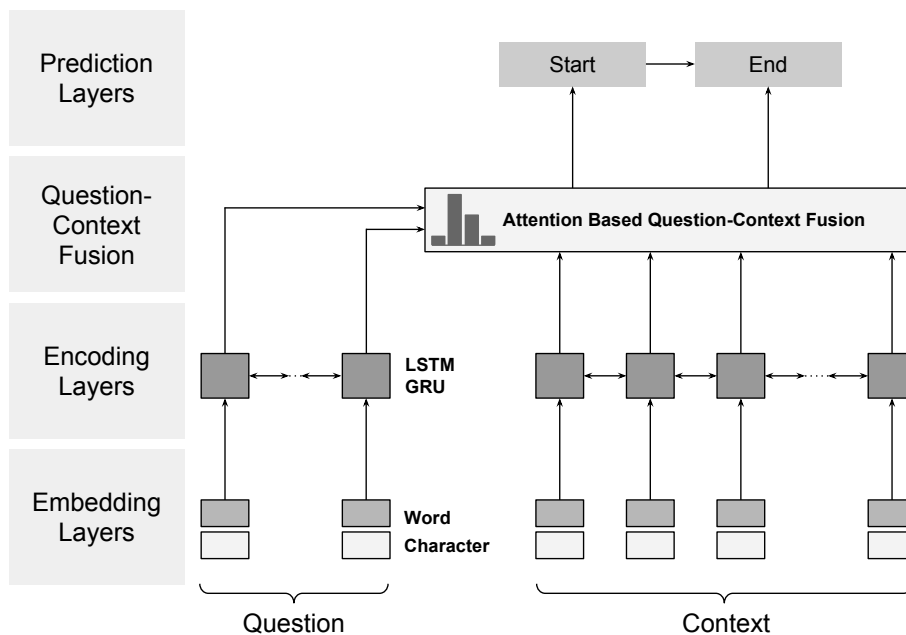 Prediction
Layers
Start
End
Question-
Context
Fusion
Attention Based Question-Context Fusion
Encoding
Layers
LSTM
GRU
Embedding
Layers
Word
Character
Question
Context